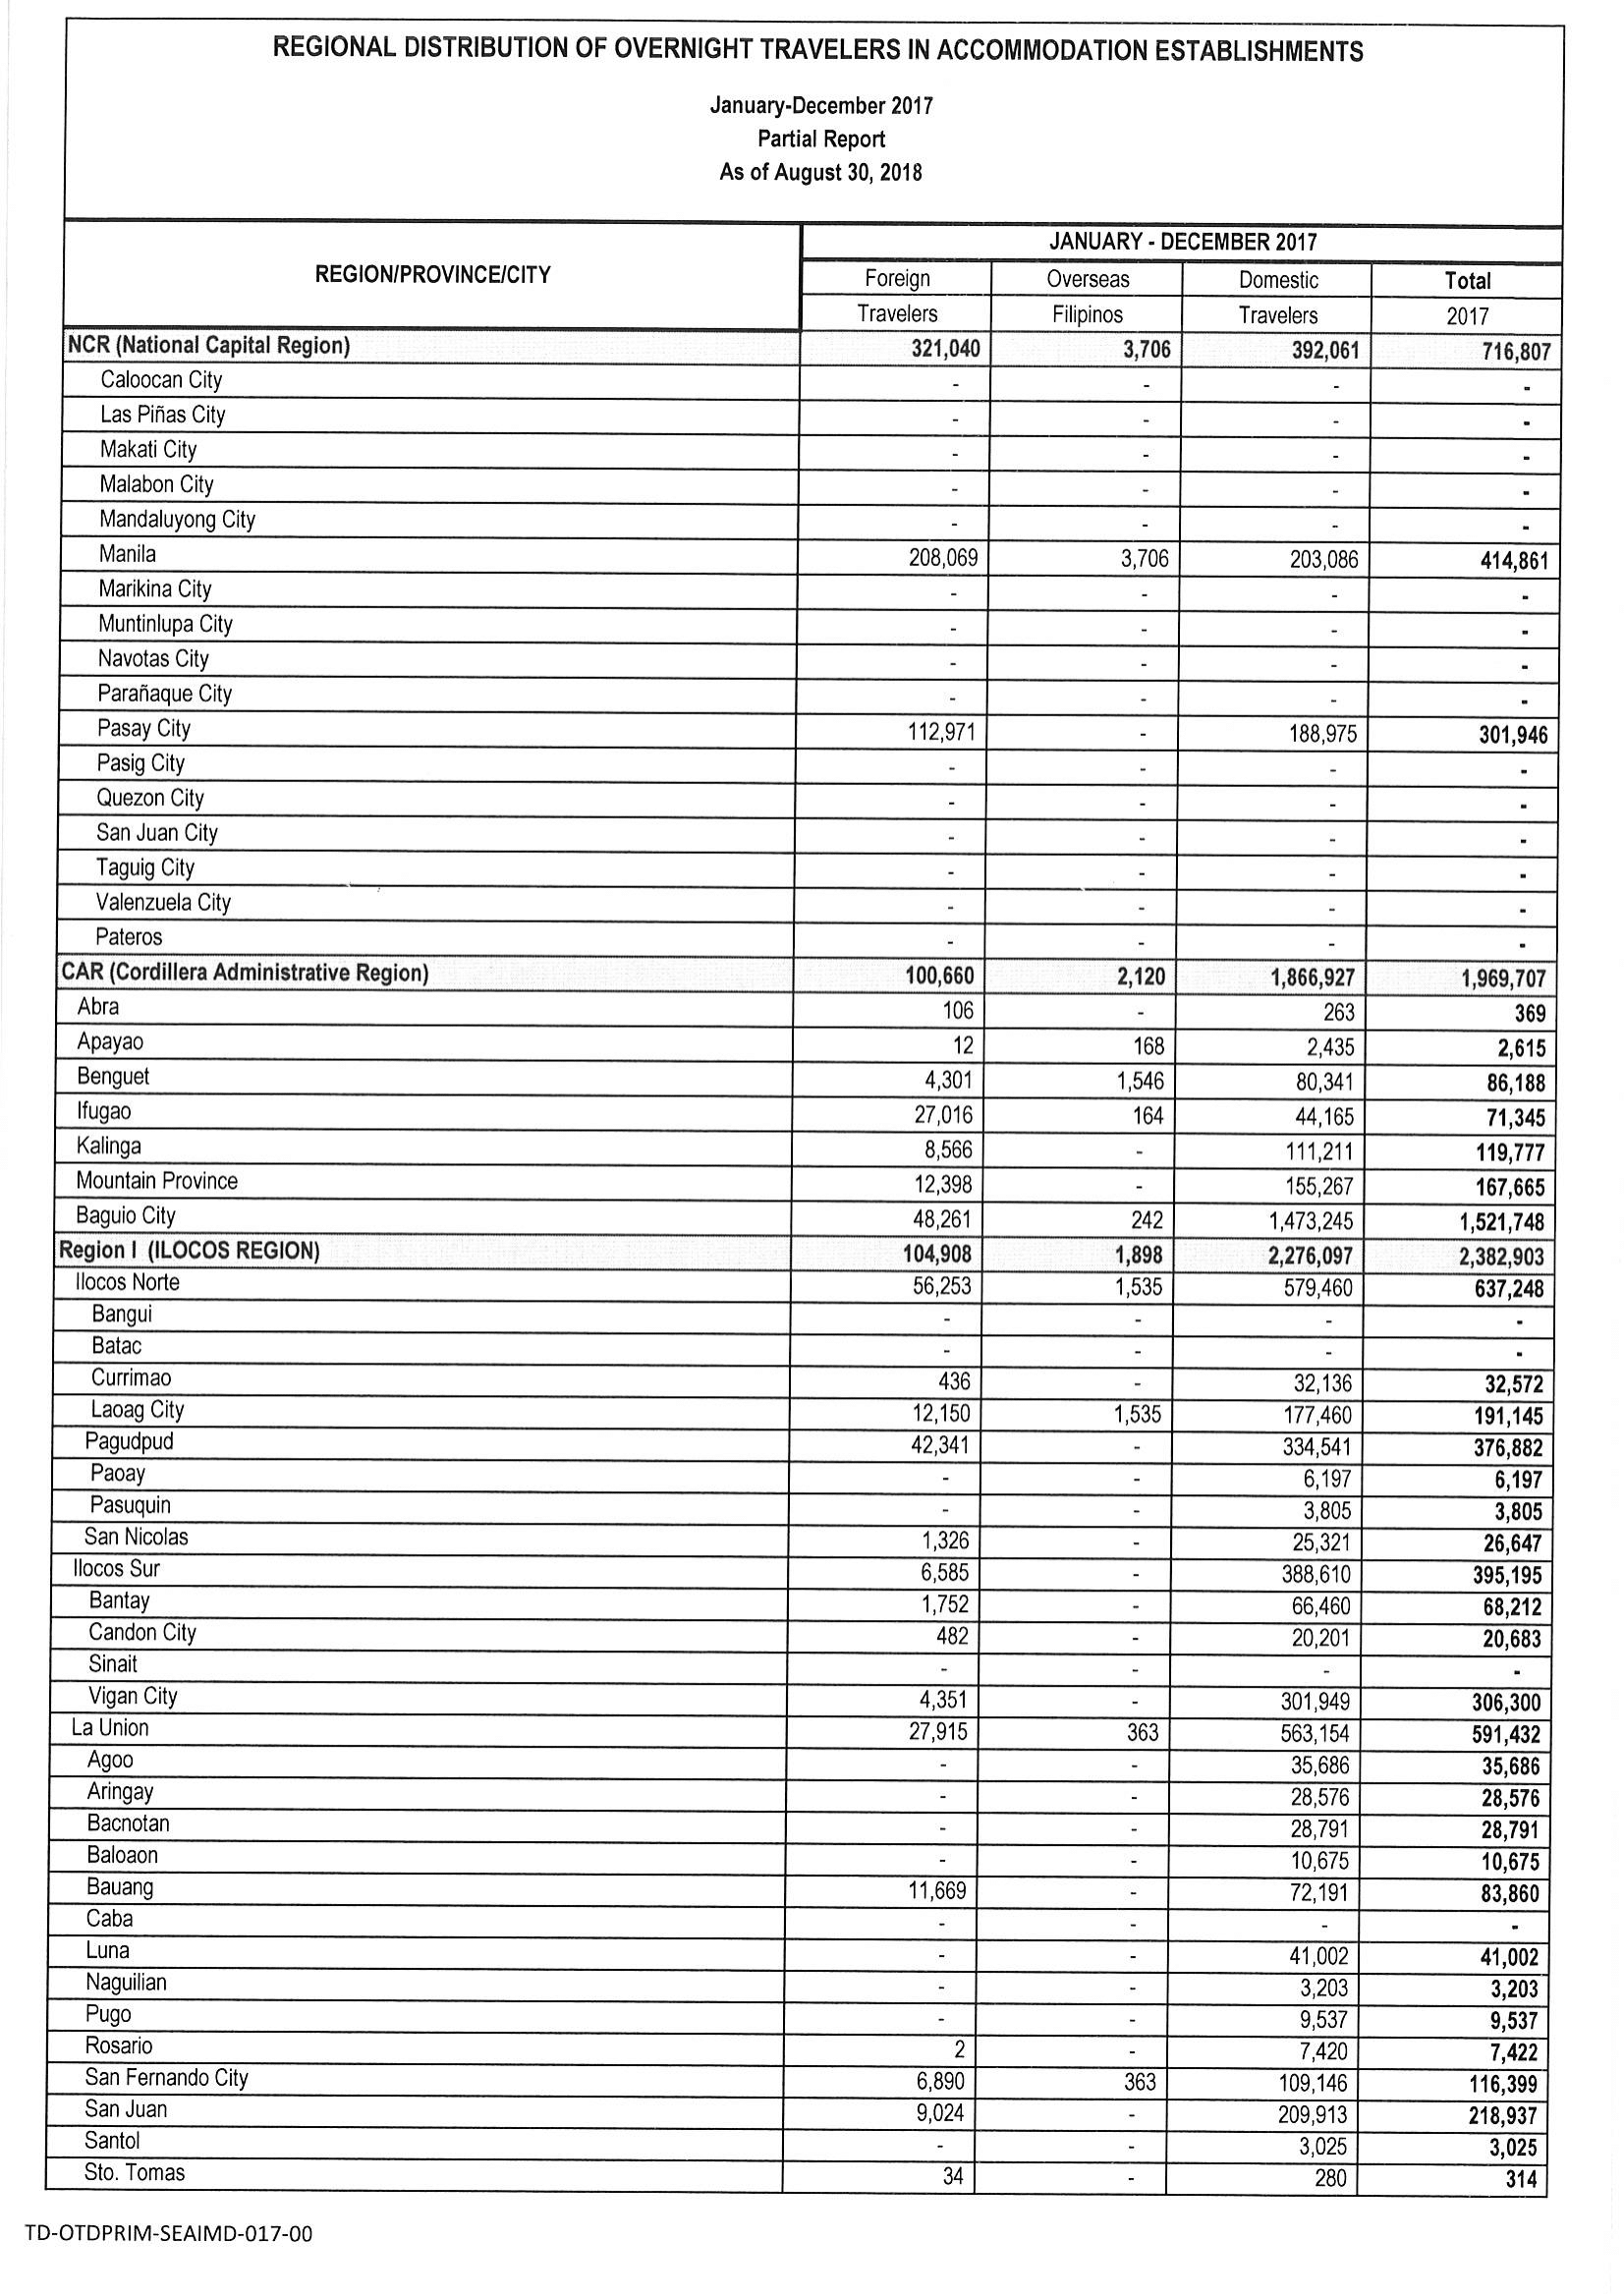 REGIONAL DISTRIBUTION OF OVERNIGHT TRAVELERS IN ACCOMMODATION ESTABLISHMENTS
January-December 2017
Partial Report
As of August 30, 2018
JANUARY - DECEMBER 2017
REGION/PROVINCE/CITY Foreign Overseas Domestic Total
Travelers Filipinos Travelers 2017
NCR (National Capital Region) 321,040 3,706 392,061 716,807
Caloocan City - - - -
Las Piñas City - - - -
Makati City - - - -
Malabon City - - - -
Mandaluyong City - - - -
Manila 208,069 3,706 203,086 414,861
Marikina City - - - -
Muntinlupa City - - - -
Navotas City - - - -
Parañaque City - - - -
Pasay City 112,971 - 188,975 301,946
Pasig City - - - -
Quezon City - - - -
San Juan City - - - -
Taguig City - - - -
Valenzuela City - - - -
Pateros - - - -
CAR (Cordillera Administrative Region) 100,660 2,120 1,866,927 1,969,707
Abra 106 - 263 369
Apayao 12 168 2,435 2,615
Benguet 4,301 1,546 80,341 86,188
Ifugao 27,016 164 44,165 71,345
Kalinga 8,566 - 111,211 119,777
Mountain Province 12,398 - 155,267 167,665
Baguio City 48,261 242 1,473,245 1,521,748
Region I (ILOCOS REGION) 104,908 1,898 2,276,097 2,382,903
Ilocos Norte 56,253 1,535 579,460 637,248
Bangui - - - -
Batac - - - -
Currimao 436 - 32,136 32,572
Laoag City 12,150 1,535 177,460 191,145
Pagudpud 42,341 - 334,541 376,882
Paoay - - 6,197 6,197
Pasuquin - - 3,805 3,805
San Nicolas 1,326 - 25,321 26,647
Ilocos Sur 6,585 - 388,610 395,195
Bantay 1,752 - 66,460 68,212
Candon City 482 - 20,201 20,683
Sinait - - - -
Vigan City 4,351 - 301,949 306,300
La Union 27,915 363 563,154 591,432
Agoo - - 35,686 35,686
Aringay - - 28,576 28,576
Bacnotan - - 28,791 28,791
Baloaon - - 10,675 10,675
Bauang 11,669 - 72,191 83,860
Caba - - - -
Luna - - 41,002 41,002
Naguilian - - 3,203 3,203
Pugo - - 9,537 9,537
Rosario 2 - 7,420 7,422
San Fernando City 6,890 363 109,146 116,399
San Juan 9,024 - 209,913 218,937
Santol - - 3,025 3,025
Sto. Tomas 34 - 280 314
TD-OTDPRIM-SEAIMD-017-00